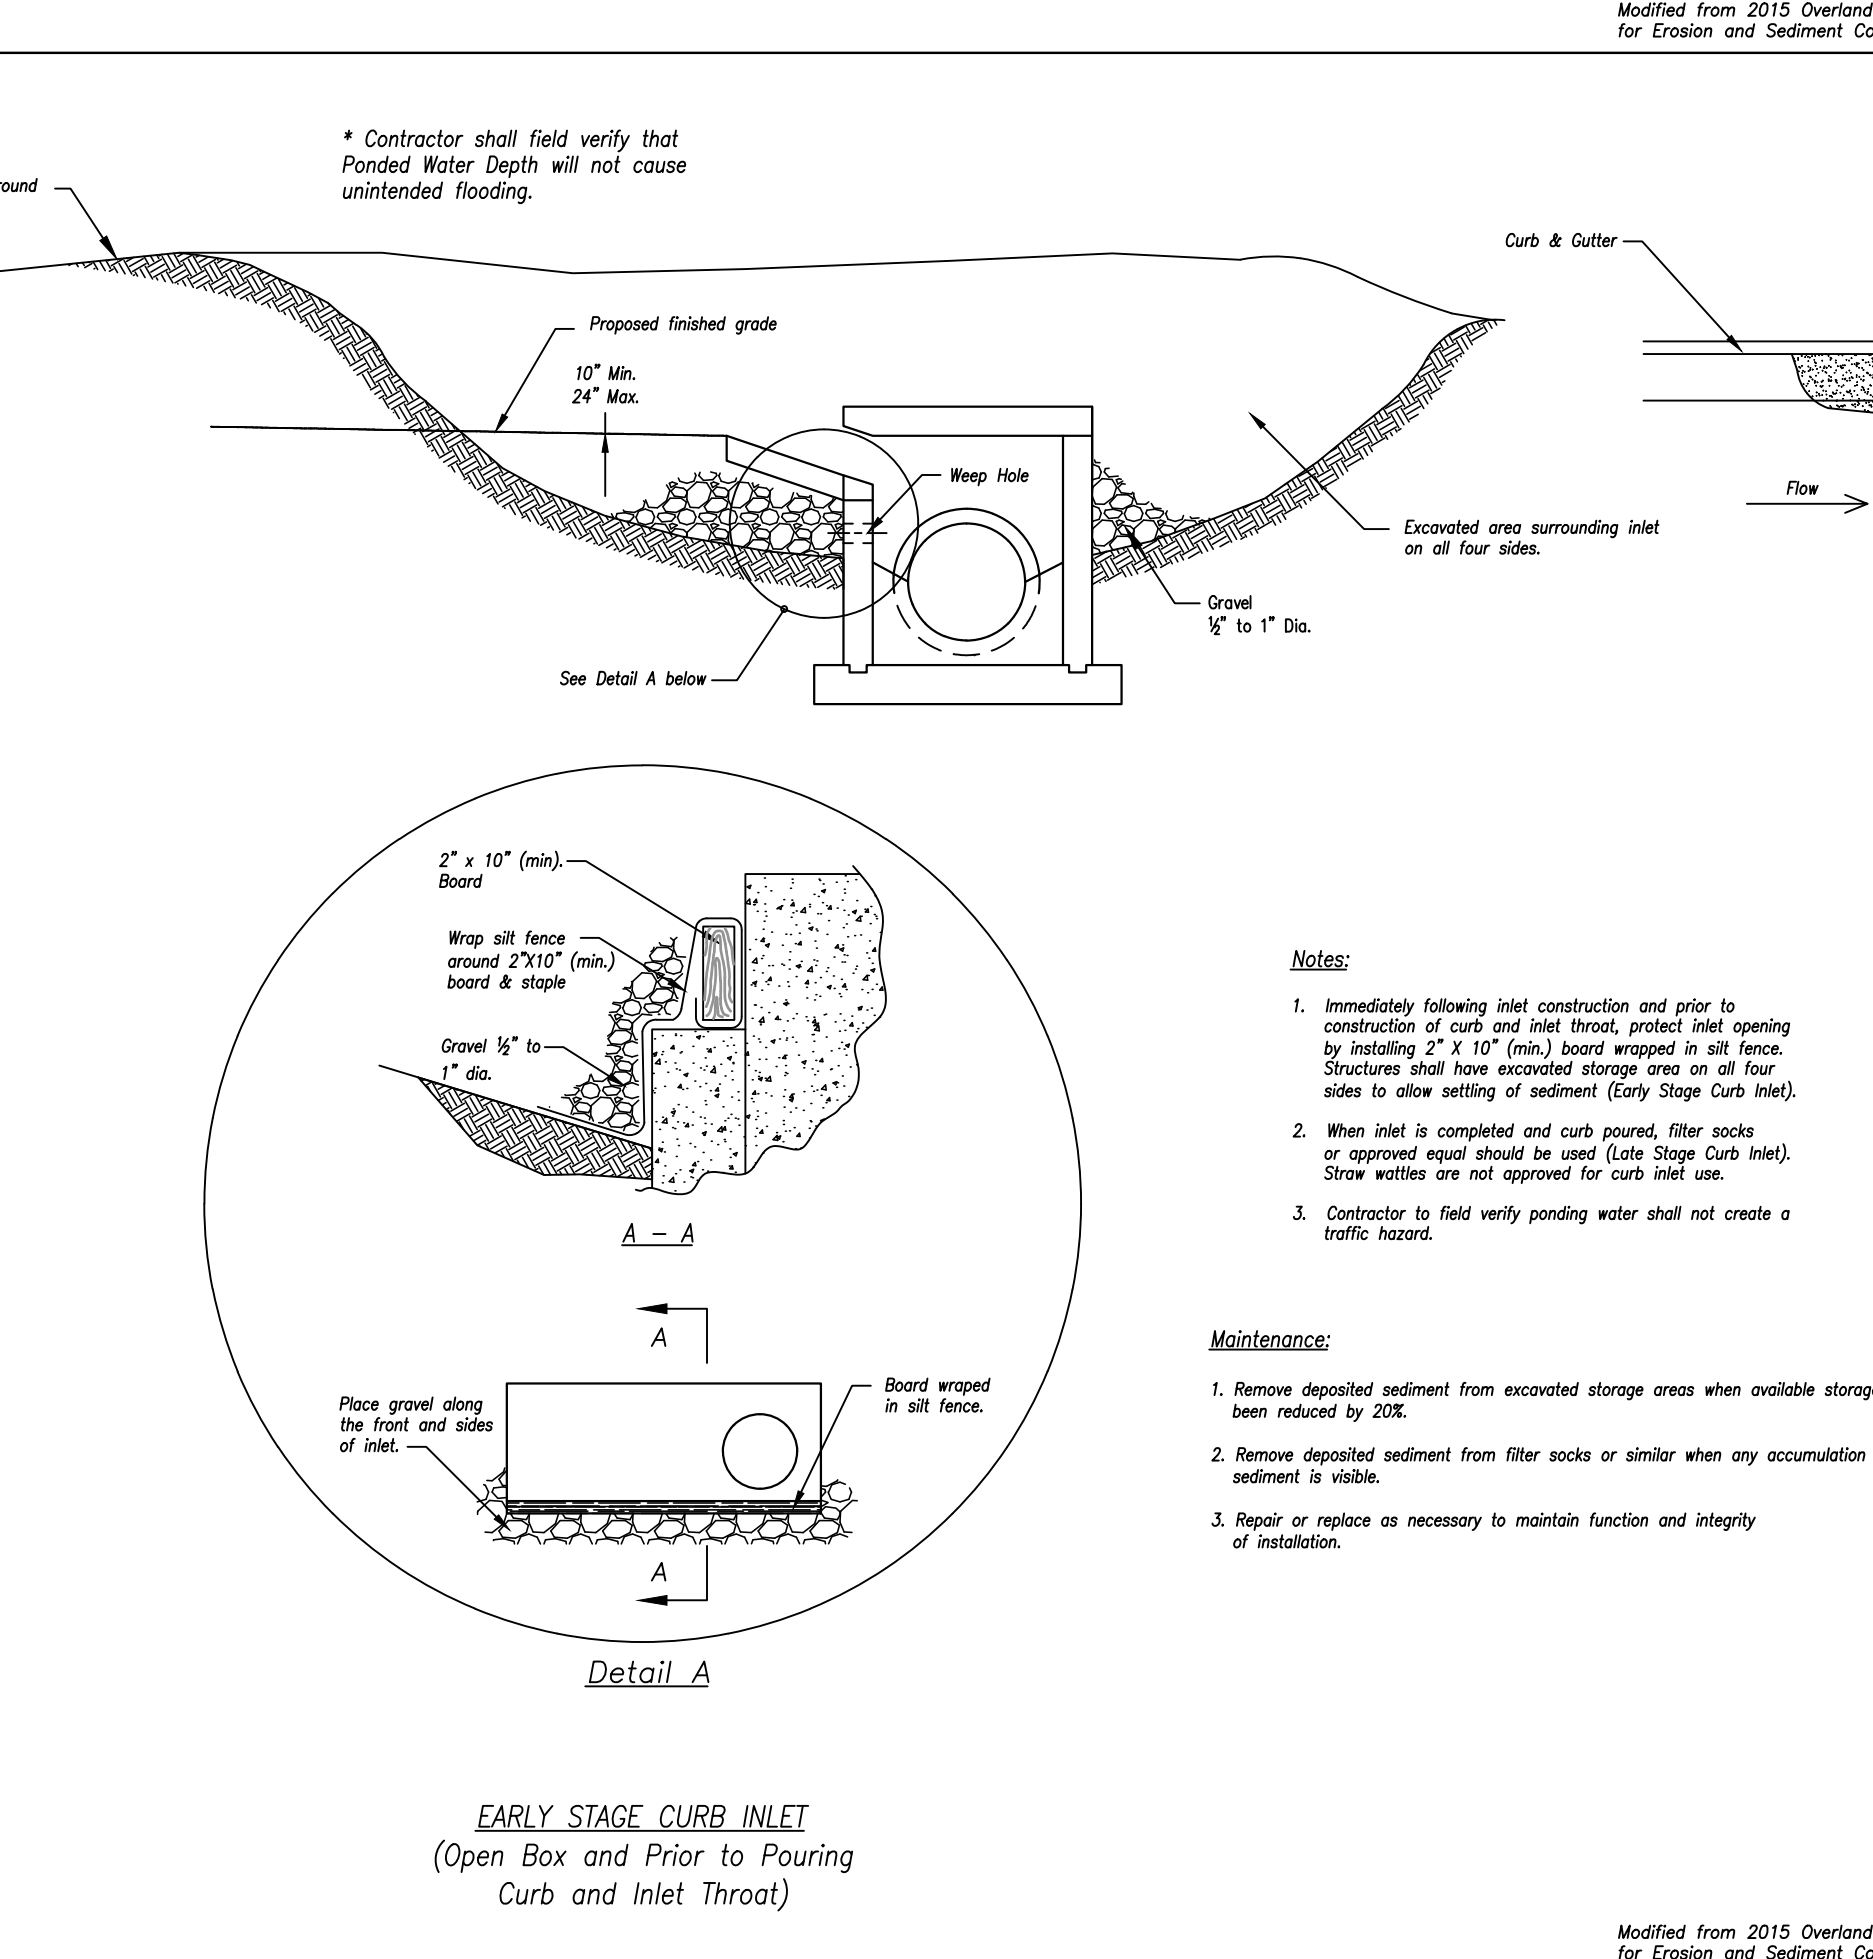 Modified from 2015 Overland
for Erosion and Sediment
* Contractor shall field verify that
Ponded Water Depth will not cause
unintended flooding.
Curb & Gutter
Proposed finished grade
10" Min.
24" Max.
Weep Hole
Flow
Excavated area surrounding inlet
on all four sides.
Gravel
½" to 1" Dia.
See Detail A below
2" x 10" (min).
Board
Wrap silt fence
around 2"X10" (min.)
board & staple
Gravel ½" to
1" dia.
A - A
A
Place gravel along
the front and sides
of inlet.
Board wraped
in silt fence.
A
Detail A
Notes:
1. Immediately following inlet construction and prior to
construction of curb and inlet throat, protect inlet opening
by installing 2" X 10" (min.) board wrapped in silt fence.
Structures shall have excavated storage area on all four
sides to allow settling of sediment (Early Stage Curb Inlet).
2. When inlet is completed and curb poured, filter socks
or approved equal should be used (Late Stage Curb Inlet).
Straw wattles are not approved for curb inlet use.
3. Contractor to field verify ponding water shall not create a
traffic hazard.
Maintenance:
1. Remove deposited sediment from excavated storage areas when available storage
been reduced by 20%.
2. Remove deposited sediment from filter socks or similar when any accumulation
sediment is visible.
3. Repair or replace as necessary to maintain function and integrity
of installation.
EARLY STAGE CURB INLET
(Open Box and Prior to Pouring
Curb and Inlet Throat)
Modified from 2015 Overland
for Erosion and Sediment